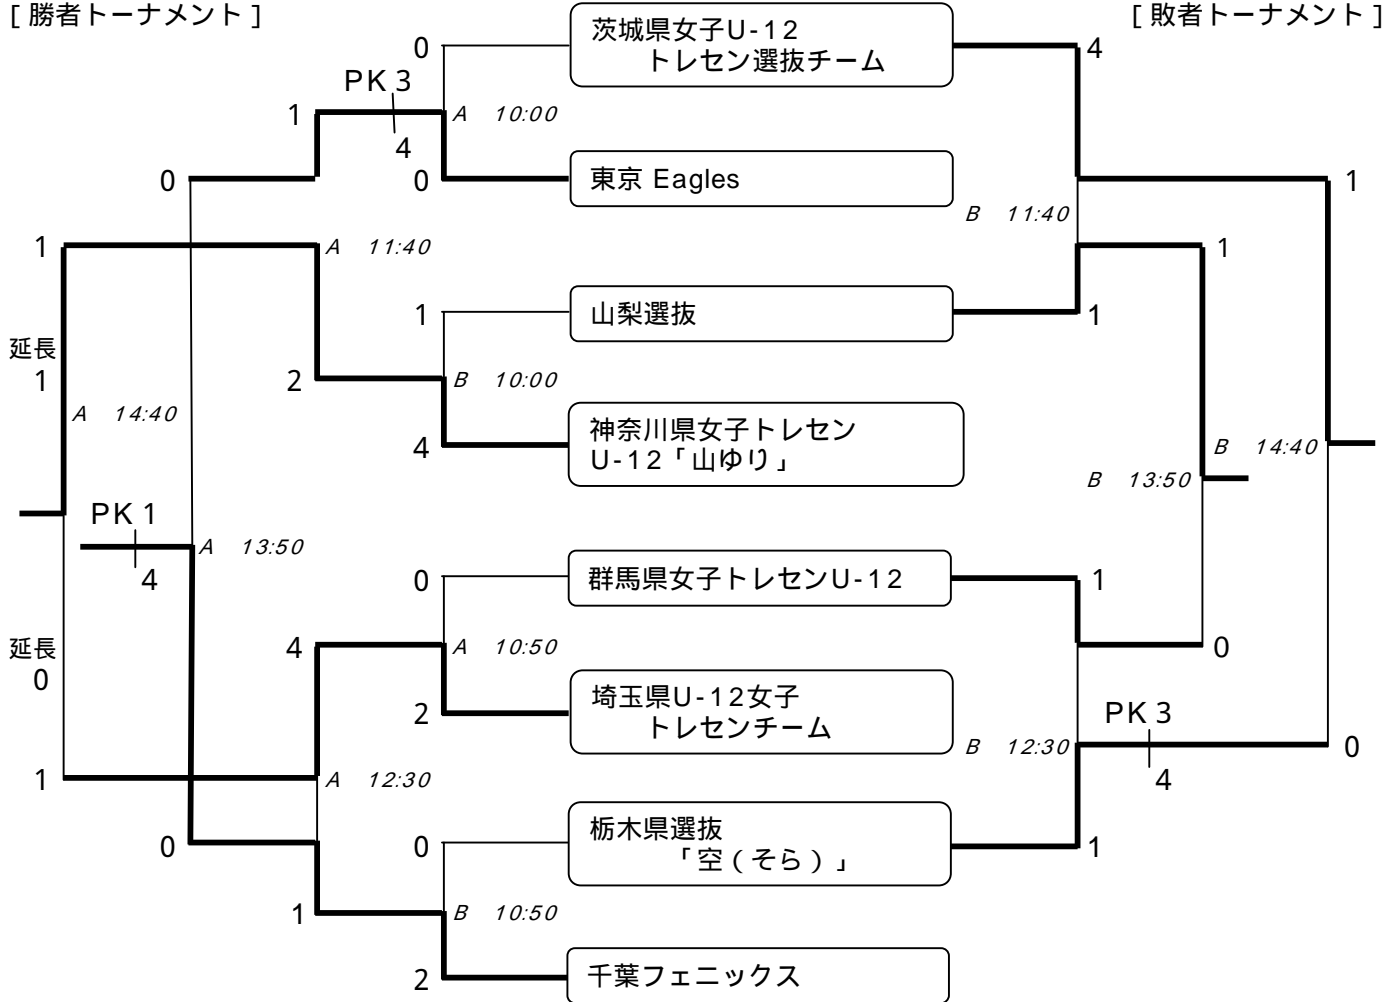 [ 勝者トーナメント ]
[ 敗者トーナメント ]
茨城県女子U-12
トレセン選抜チーム
0
4
PK 3
1
A 10:00
4
0
0
東京 Eagles
1
B 11:40
1
A 11:40
1
1
山梨選抜
1
延長
1
2
B 10:00
A 14:40
4
神奈川県女子トレセン
U-12「山ゆり」
B 14:40
B 13:50
PK 1
A 13:50
4
0
群馬県女子トレセンU-12
1
延長
0
4
A 10:50
0
2
埼玉県U-12女子
トレセンチーム
PK 3
B 12:30
0
4
1
A 12:30
0
0
栃木県選抜
「空（そら）」
1
1
B 10:50
2
千葉フェニックス